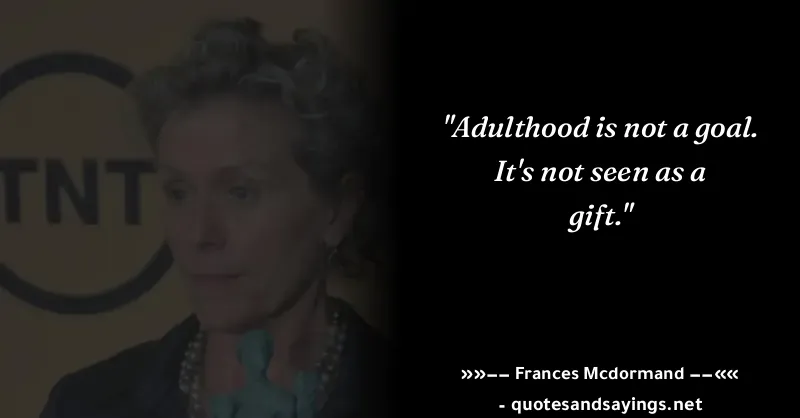 TNT
"Adulthood is not a goal.
It's not seen as a
gift."
»»–– Frances Mcdormand ––««
- quotesandsayings.net